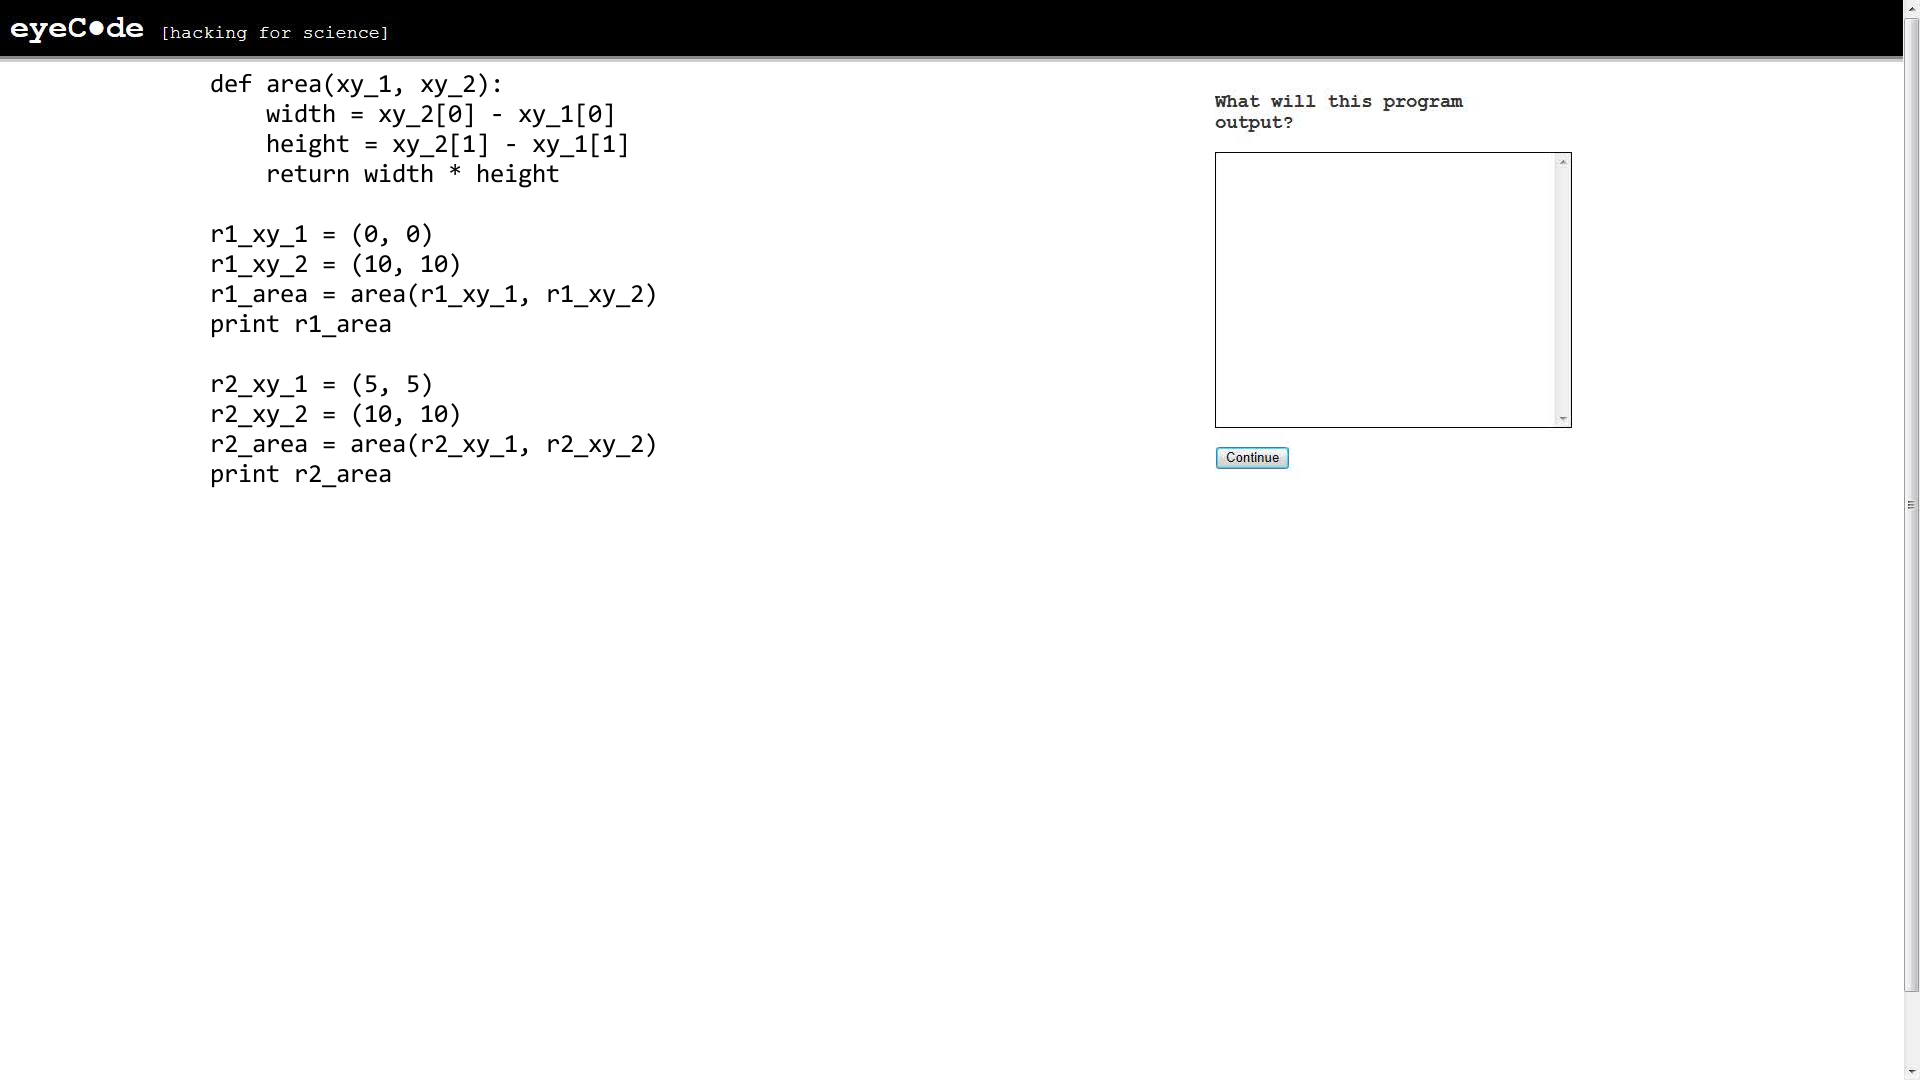 eyeC●de [hacking for science]
def area(xy_1, xy_2):
    width = xy_2[0] - xy_1[0]
    height = xy_2[1] - xy_1[1]
    return width * height

r1_xy_1 = (0, 0)
r1_xy_2 = (10, 10)
r1_area = area(r1_xy_1, r1_xy_2)
print r1_area

r2_xy_1 = (5, 5)
r2_xy_2 = (10, 10)
r2_area = area(r2_xy_1, r2_xy_2)
print r2_area
What will this program
output?
Continue